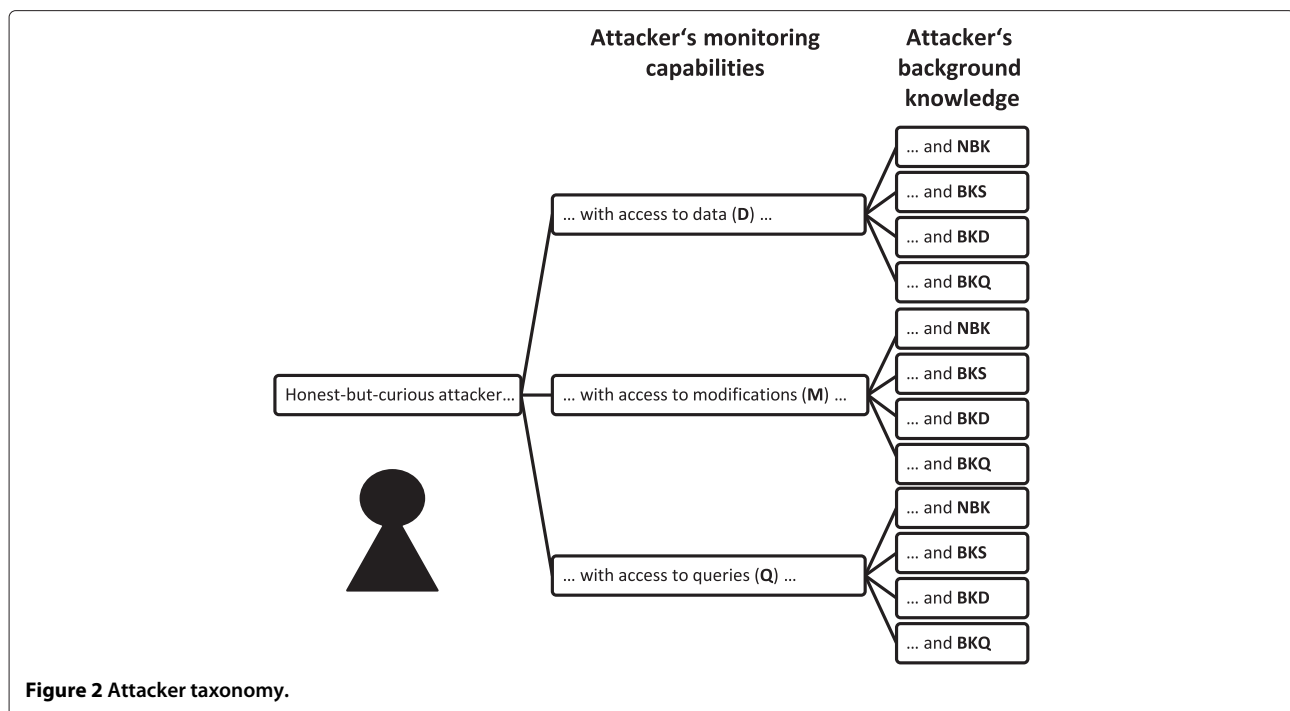 Attacker‘s monitoring
capabilities
Attacker‘s
background
knowledge
... and NBK
... and BKS
... with access to data (D) ...
... and BKD
... and BKQ
... and NBK
... and BKS
Honest-but-curious attacker...
... with access to modifications (M) ...
... and BKD
... and BKQ
... and NBK
... and BKS
... with access to queries (Q) ...
... and BKD
... and BKQ
Figure 2 Attacker taxonomy.